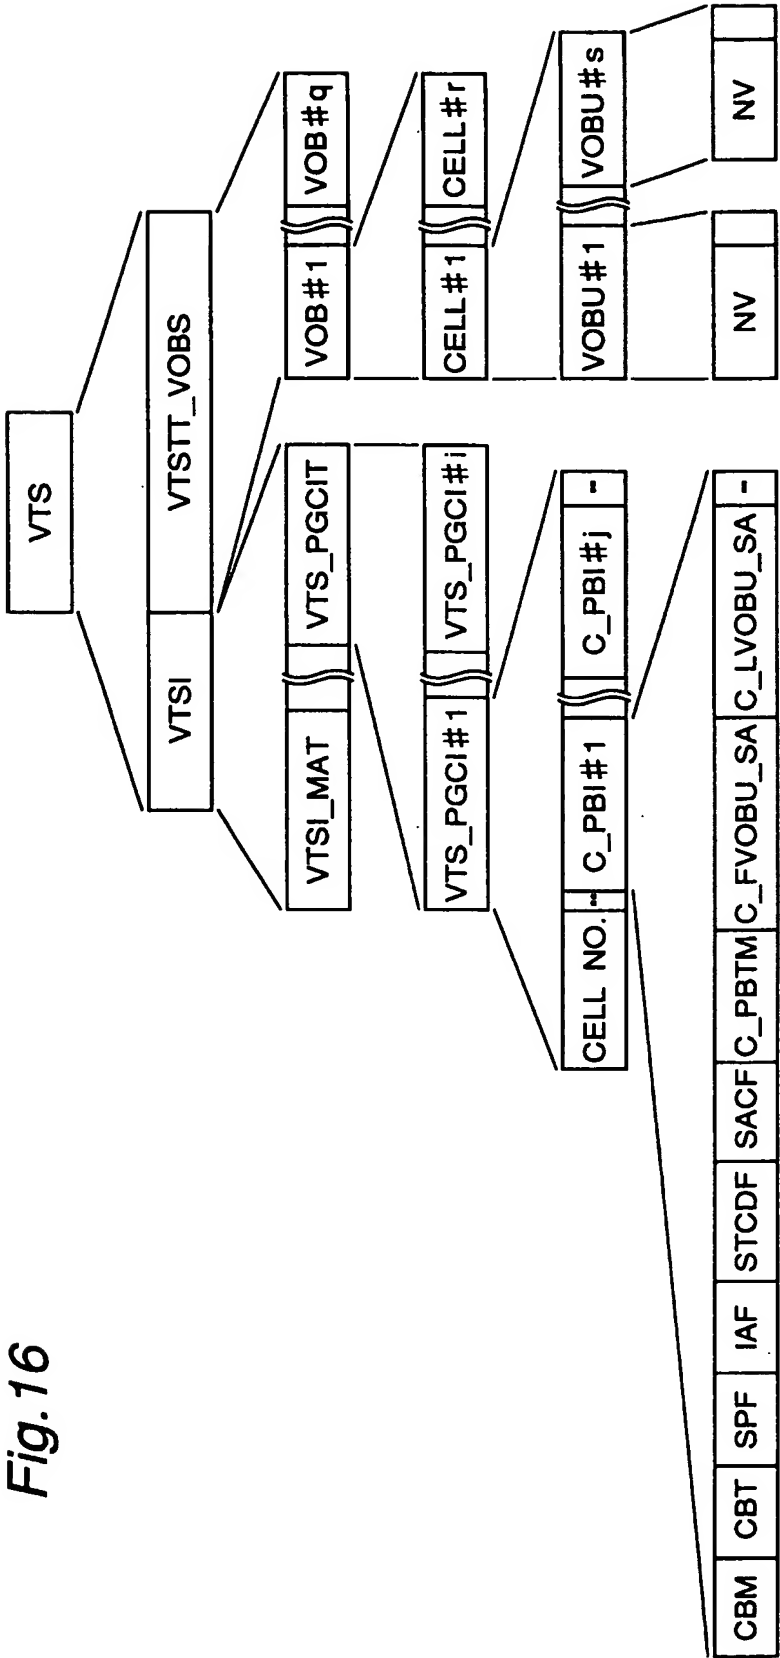 Fig.16
VTS
VTSI VTSTT_VOBS
VTSI_MAT VTS_PGCIT VOB#1 VOB#q
VTS_PGCI#1 VTS_PGCI#i CELL#1 CELL#r
CELL NO. -- C_PBI#1 C_PBI#j -- VOBU#1 VOBU#s
CBM CBT SPF IAF STCDF SACF C_PBTM C_FVOBU_SA C_LVOBU_SA - NV NV